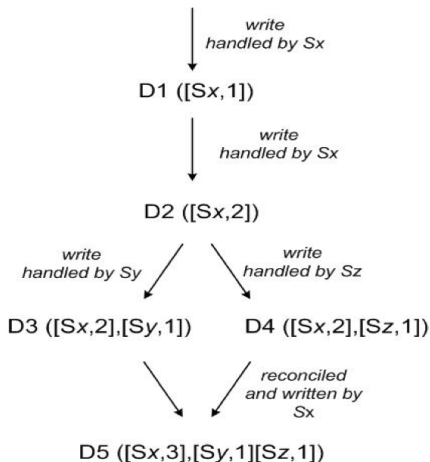 write
handled by Sx
D1 ([Sx,1])
write
handled by Sx
D2 ([Sx,2])
write
handled by Sy
write
handled by Sz
D3 ([Sx,2],[Sy,1])
D4 ([Sx,2],[Sz,1])
reconciled
and written by
Sx
D5 ([Sx,3],[Sy,1][Sz,1])